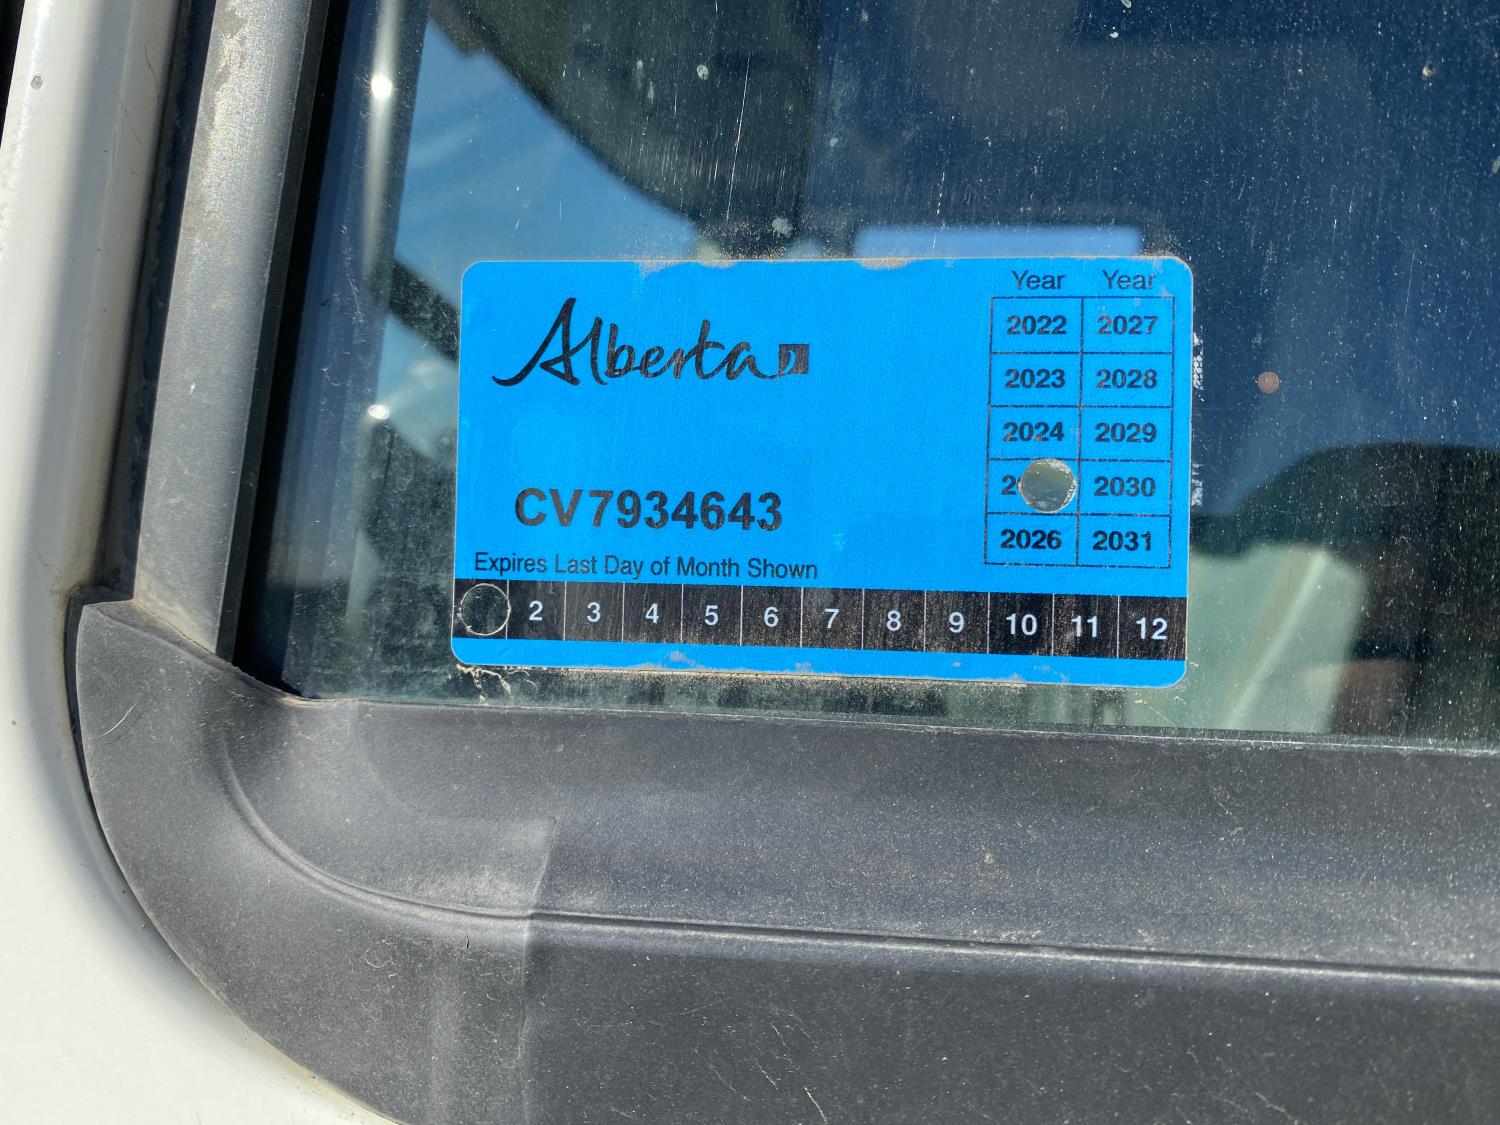 Alberta
Year Year
2022 2027
2023 2028
2024 2029
2030
2026 2031
CV7934643
Expires Last Day of Month Shown
2 3 4 5 6 7 8 9 10 11 12